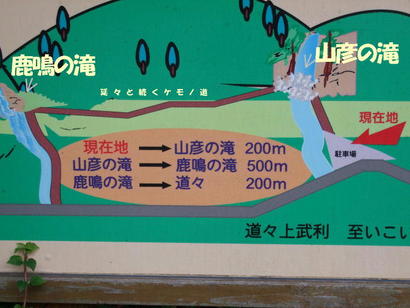 鹿鳴の滝
山彦の滝
延々と続くケモノ道
現在地
現在地 → 山彦の滝 200m
山彦の滝 → 鹿鳴の滝 500m
鹿鳴の滝 → 道々 200m
駐車場
道々上武利 至いこい